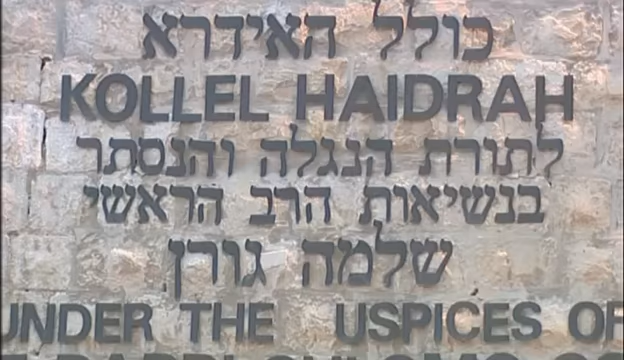 כולל האידרא
KOLLEL HAIDRAH
לתורת הנגלה והנסתר
בנשיאות הרב הראשי
שלמה גורן
UNDER THE USPICES OF